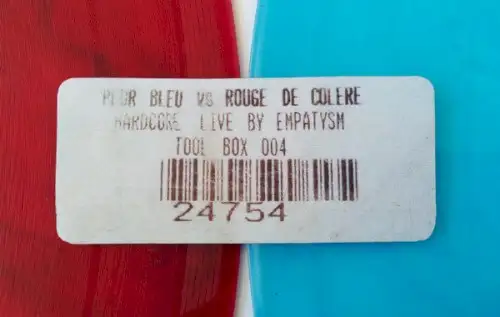 PEUR BLEU VS ROUGE DE COLERE
HARDCORE LIVE BY EMPATYSM
TOOL BOX 004
24754